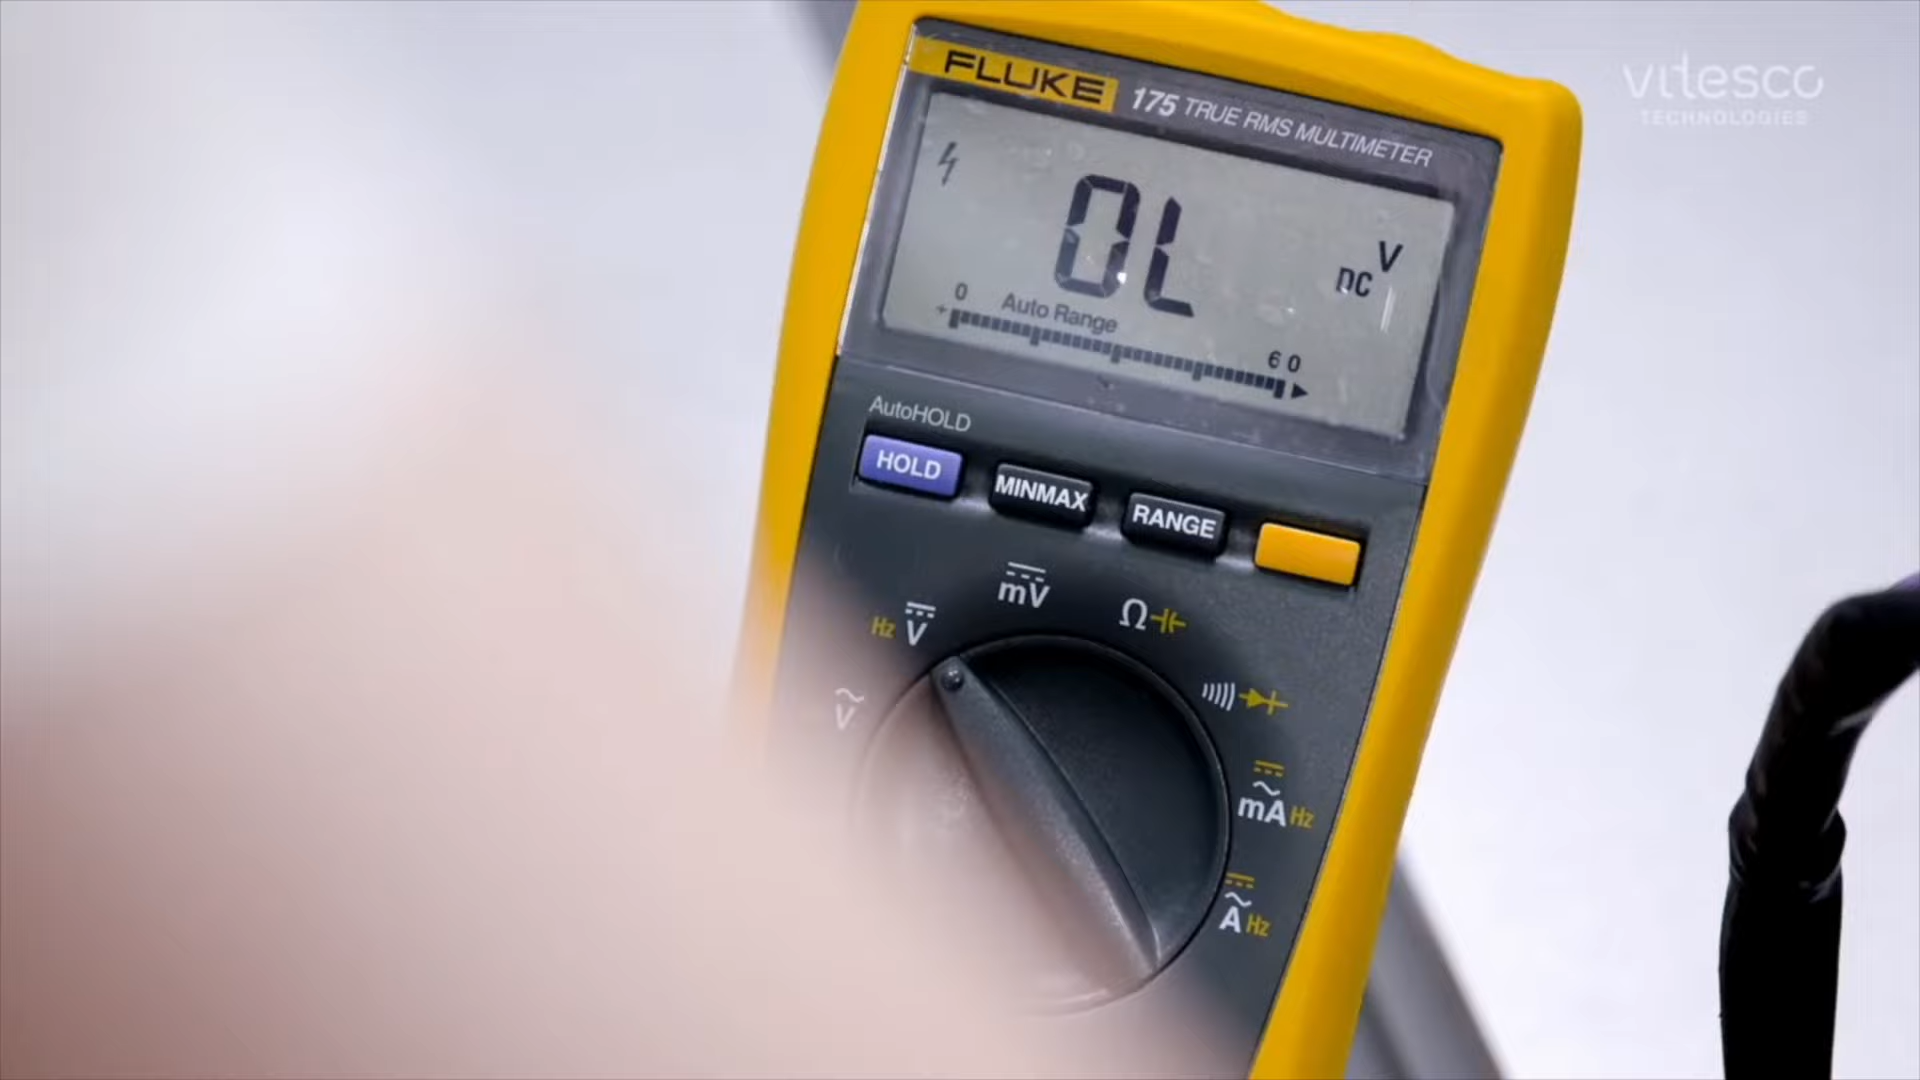 vitesco
TECHNOLOGIES
FLUKE 175 TRUE RMS MULTIMETER
OL
V
DC
0 Auto Range 60
AutoHOLD
HOLD MINMAX RANGE
mV
Ω
Hz V
V
mA Hz
A Hz